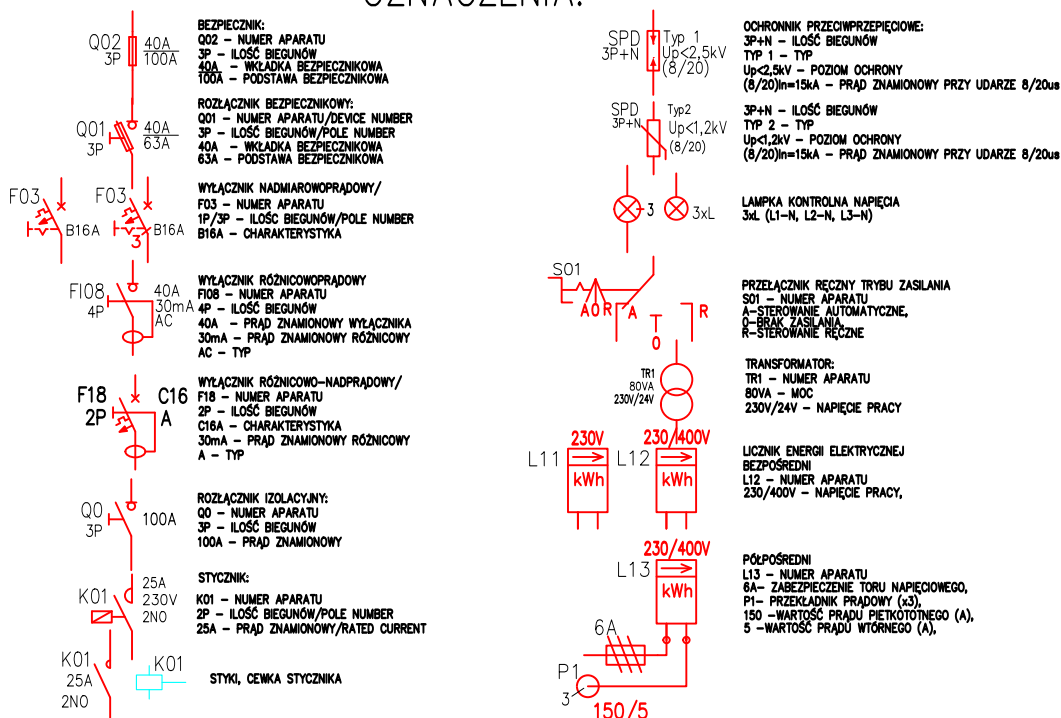 OZNACZENIA:
Q02
3P
40A
100A
BEZPIECZNIK:
Q02 - NUMER APARATU
3P - ILOŚĆ BIEGUNÓW
40A - WKŁADKA BEZPIECZNIKOWA
100A - PODSTAWA BEZPIECZNIKOWA
Q01
3P
40A
63A
ROZŁĄCZNIK BEZPIECZNIKOWY:
Q01 - NUMER APARATU/DEVICE NUMBER
3P - ILOŚĆ BIEGUNÓW/POLE NUMBER
40A - WKŁADKA BEZPIECZNIKOWA
63A - PODSTAWA BEZPIECZNIKOWA
F03
B16A
F03
3
B16A
WYŁĄCZNIK NADMIAROWOPRĄDOWY/
F03 - NUMER APARATU
1P/3P - ILOŚĆ BIEGUNÓW/POLE NUMBER
B16A - CHARAKTERYSTYKA
FI08
4P
40A
30mA
AC
WYŁĄCZNIK RÓŻNICOWOPRĄDOWY
FI08 - NUMER APARATU
4P - ILOŚĆ BIEGUNÓW
40A - PRĄD ZNAMIONOWY WYŁĄCZNIKA
30mA - PRĄD ZNAMIONOWY RÓŻNICOWY
AC - TYP
F18
2P
C16
A
WYŁĄCZNIK RÓŻNICOWO-NADPRĄDOWY/
F18 - NUMER APARATU
2P - ILOŚĆ BIEGUNÓW
C16A - CHARAKTERYSTYKA
30mA - PRĄD ZNAMIONOWY RÓŻNICOWY
A - TYP
Q0
3P
100A
ROZŁĄCZNIK IZOLACYJNY:
Q0 - NUMER APARATU
3P - ILOŚĆ BIEGUNÓW
100A - PRĄD ZNAMIONOWY
K01
25A
230V
2NO
STYCZNIK:
K01 - NUMER APARATU
2P - ILOŚĆ BIEGUNÓW/POLE NUMBER
25A - PRĄD ZNAMIONOWY/RATED CURRENT
K01
25A
2NO
K01
STYKI, CEWKA STYCZNIKA
SPD
3P+N
Typ 1
Up<2,5kV
(8/20)
OCHRONNIK PRZECIWPRZEPIĘCIOWE:
3P+N - ILOŚĆ BIEGUNÓW
TYP 1 - TYP
Up<2,5kV - POZIOM OCHRONY
(8/20)In=15kA - PRĄD ZNAMIONOWY PRZY UDARZE 8/20us
SPD
3P+N
Typ2
Up<1,2kV
(8/20)
3P+N - ILOŚĆ BIEGUNÓW
TYP 2 - TYP
Up<1,2kV - POZIOM OCHRONY
(8/20)In=15kA - PRĄD ZNAMIONOWY PRZY UDARZE 8/20us
3
3xL
LAMPKA KONTROLNA NAPIĘCIA
3xL (L1-N, L2-N, L3-N)
S01
A O R
A
0
R
PRZEŁĄCZNIK RĘCZNY TRYBU ZASILANIA
S01 - NUMER APARATU
A-STEROWANIE AUTOMATYCZNE,
O-BRAK ZASILANIA,
R-STEROWANIE RĘCZNE
TR1
80VA
230V/24V
TRANSFORMATOR:
TR1 - NUMER APARATU
80VA - MOC
230V/24V - NAPIĘCIE PRACY
230V
L11
kWh
230/400V
L12
kWh
LICZNIK ENERGII ELEKTRYCZNEJ
BEZPOŚREDNI
L12 - NUMER APARATU
230/400V - NAPIĘCIE PRACY,
230/400V
L13
kWh
6A
P1
3
150/5
PÓŁPOŚREDNI
L13 - NUMER APARATU
6A- ZABEZPIECZENIE TORU NAPIĘCIOWEGO,
P1- PRZEKŁADNIK PRĄDOWY (x3),
150 -WARTOŚĆ PRĄDU PIETKOTOTNEGO (A),
5 -WARTOŚĆ PRĄDU WTÓRNEGO (A),